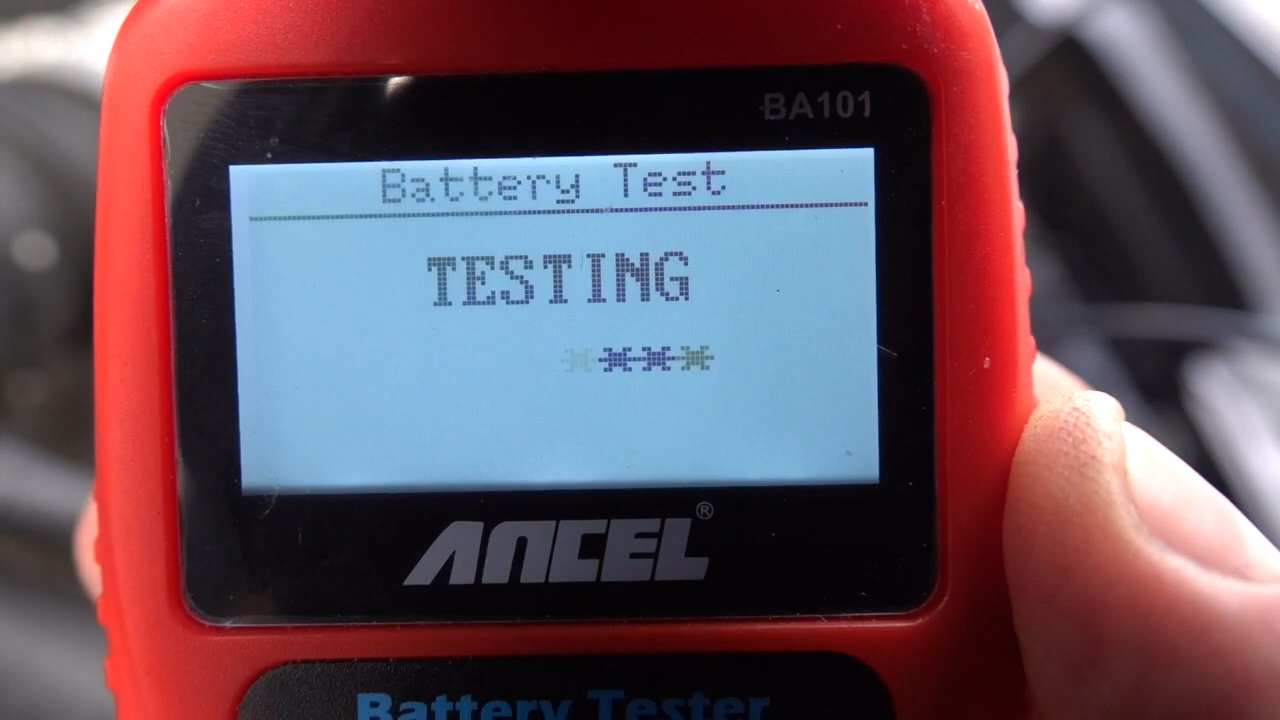 BA101
Battery Test
TESTING
****
ANCEL®
Battery Tester